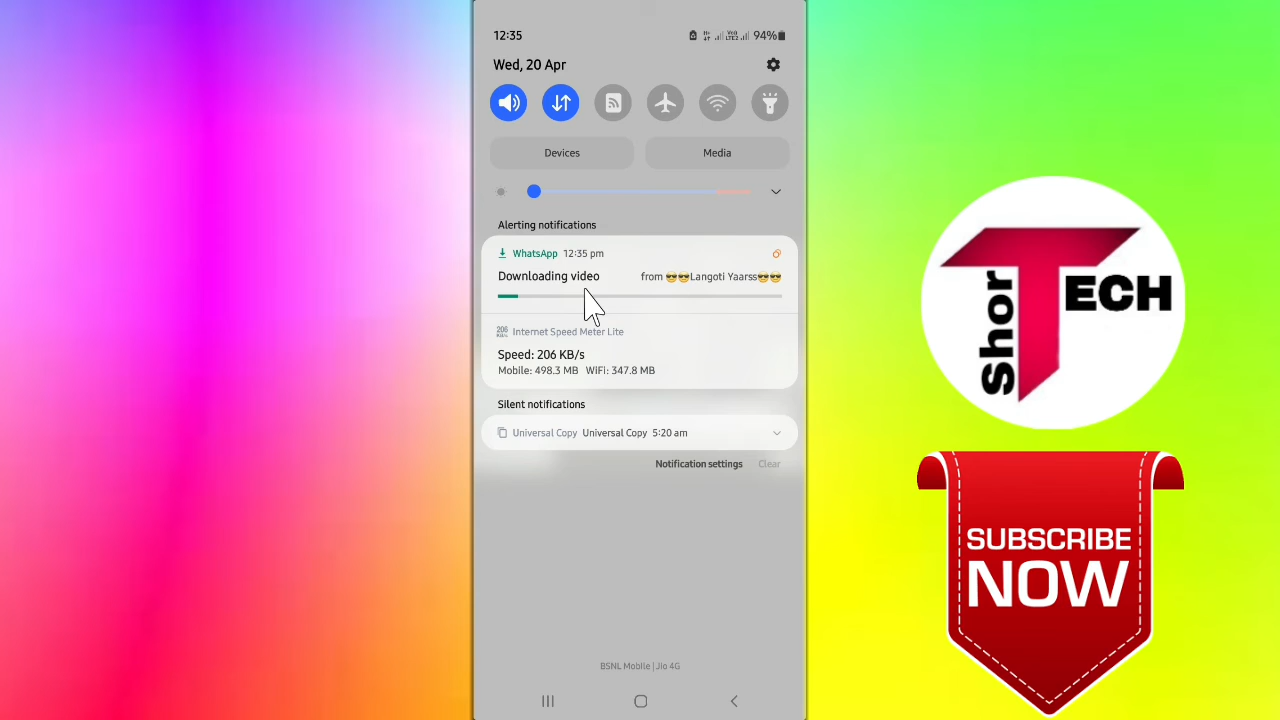 12:35
94%
Wed, 20 Apr
Devices
Media
Alerting notifications
WhatsApp 12:35 pm
Downloading video from 😎😎Langoti Yaarss😎😎
206 KB/s Internet Speed Meter Lite
Speed: 206 KB/s
Mobile: 498.3 MB WiFi: 347.8 MB
Silent notifications
Universal Copy Universal Copy 5:20 am
Notification settings Clear
BSNL Mobile | Jio 4G
Shor
T
ECH
SUBSCRIBE
NOW